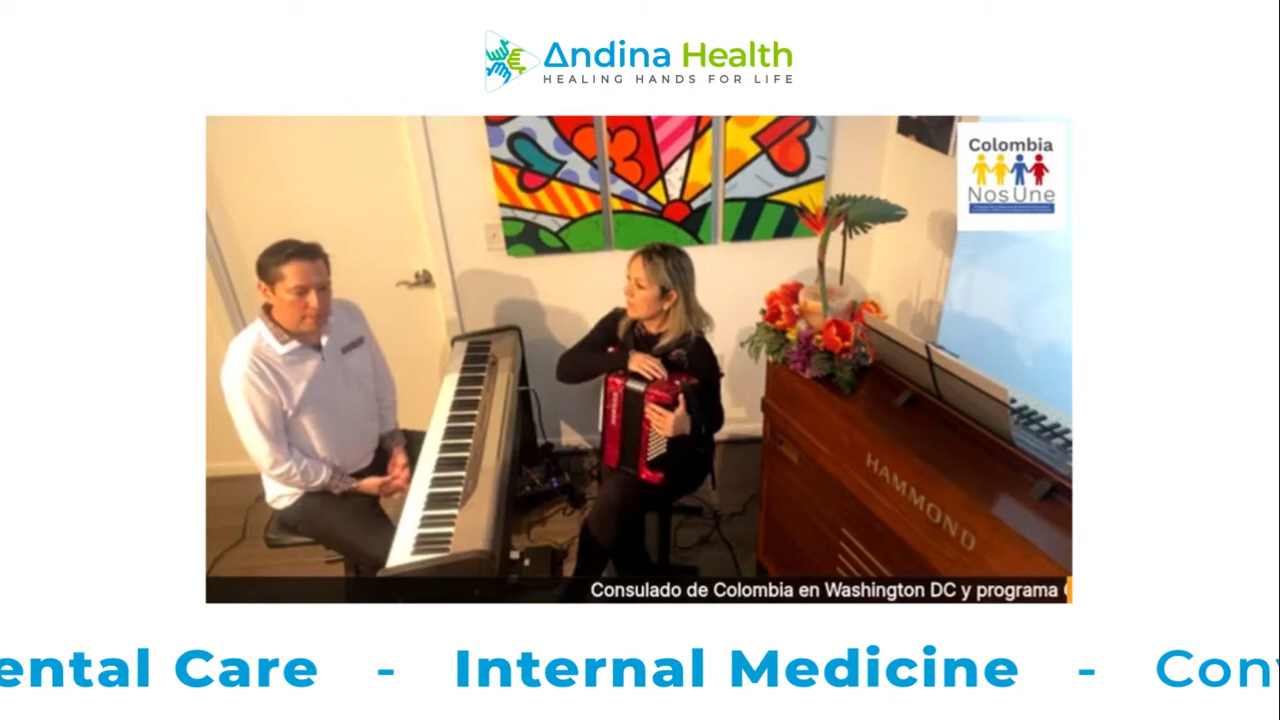 Andina Health
HEALING HANDS FOR LIFE
Colombia
Nos Une
HAMMOND
Consulado de Colombia en Washington DC y programa
ental Care - Internal Medicine - Con